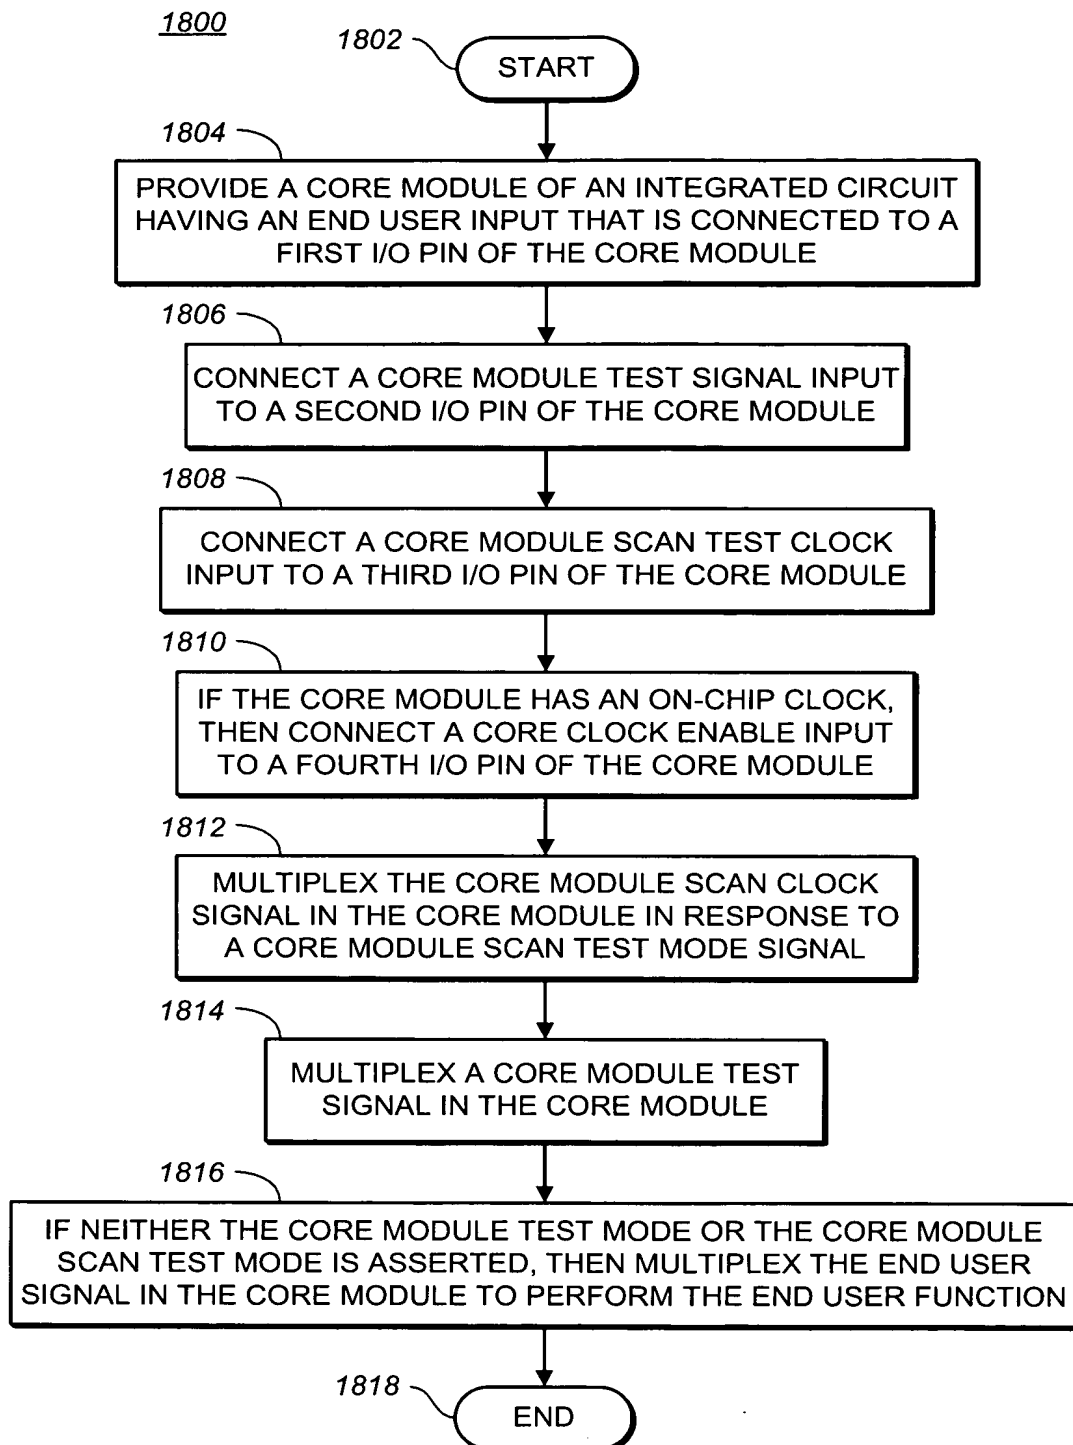 1800
1802
START
1804
PROVIDE A CORE MODULE OF AN INTEGRATED CIRCUIT
HAVING AN END USER INPUT THAT IS CONNECTED TO A
FIRST I/O PIN OF THE CORE MODULE
1806
CONNECT A CORE MODULE TEST SIGNAL INPUT
TO A SECOND I/O PIN OF THE CORE MODULE
1808
CONNECT A CORE MODULE SCAN TEST CLOCK
INPUT TO A THIRD I/O PIN OF THE CORE MODULE
1810
IF THE CORE MODULE HAS AN ON-CHIP CLOCK,
THEN CONNECT A CORE CLOCK ENABLE INPUT
TO A FOURTH I/O PIN OF THE CORE MODULE
1812
MULTIPLEX THE CORE MODULE SCAN CLOCK
SIGNAL IN THE CORE MODULE IN RESPONSE TO
A CORE MODULE SCAN TEST MODE SIGNAL
1814
MULTIPLEX A CORE MODULE TEST
SIGNAL IN THE CORE MODULE
1816
IF NEITHER THE CORE MODULE TEST MODE OR THE CORE MODULE
SCAN TEST MODE IS ASSERTED, THEN MULTIPLEX THE END USER
SIGNAL IN THE CORE MODULE TO PERFORM THE END USER FUNCTION
1818
END